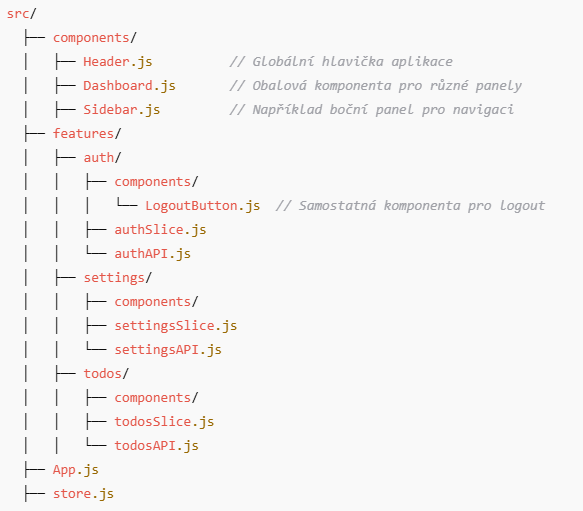 src/
├── components/
│   ├── Header.js          // Globální hlavička aplikace
│   ├── Dashboard.js       // Obalová komponenta pro různé panely
│   ├── Sidebar.js         // Například boční panel pro navigaci
├── features/
│   ├── auth/
│   │   ├── components/
│   │   │   └── LogoutButton.js  // Samostatná komponenta pro logout
│   │   ├── authSlice.js
│   │   └── authAPI.js
│   ├── settings/
│   │   ├── components/
│   │   ├── settingsSlice.js
│   │   └── settingsAPI.js
│   ├── todos/
│   │   ├── components/
│   │   ├── todosSlice.js
│   │   └── todosAPI.js
├── App.js
├── store.js